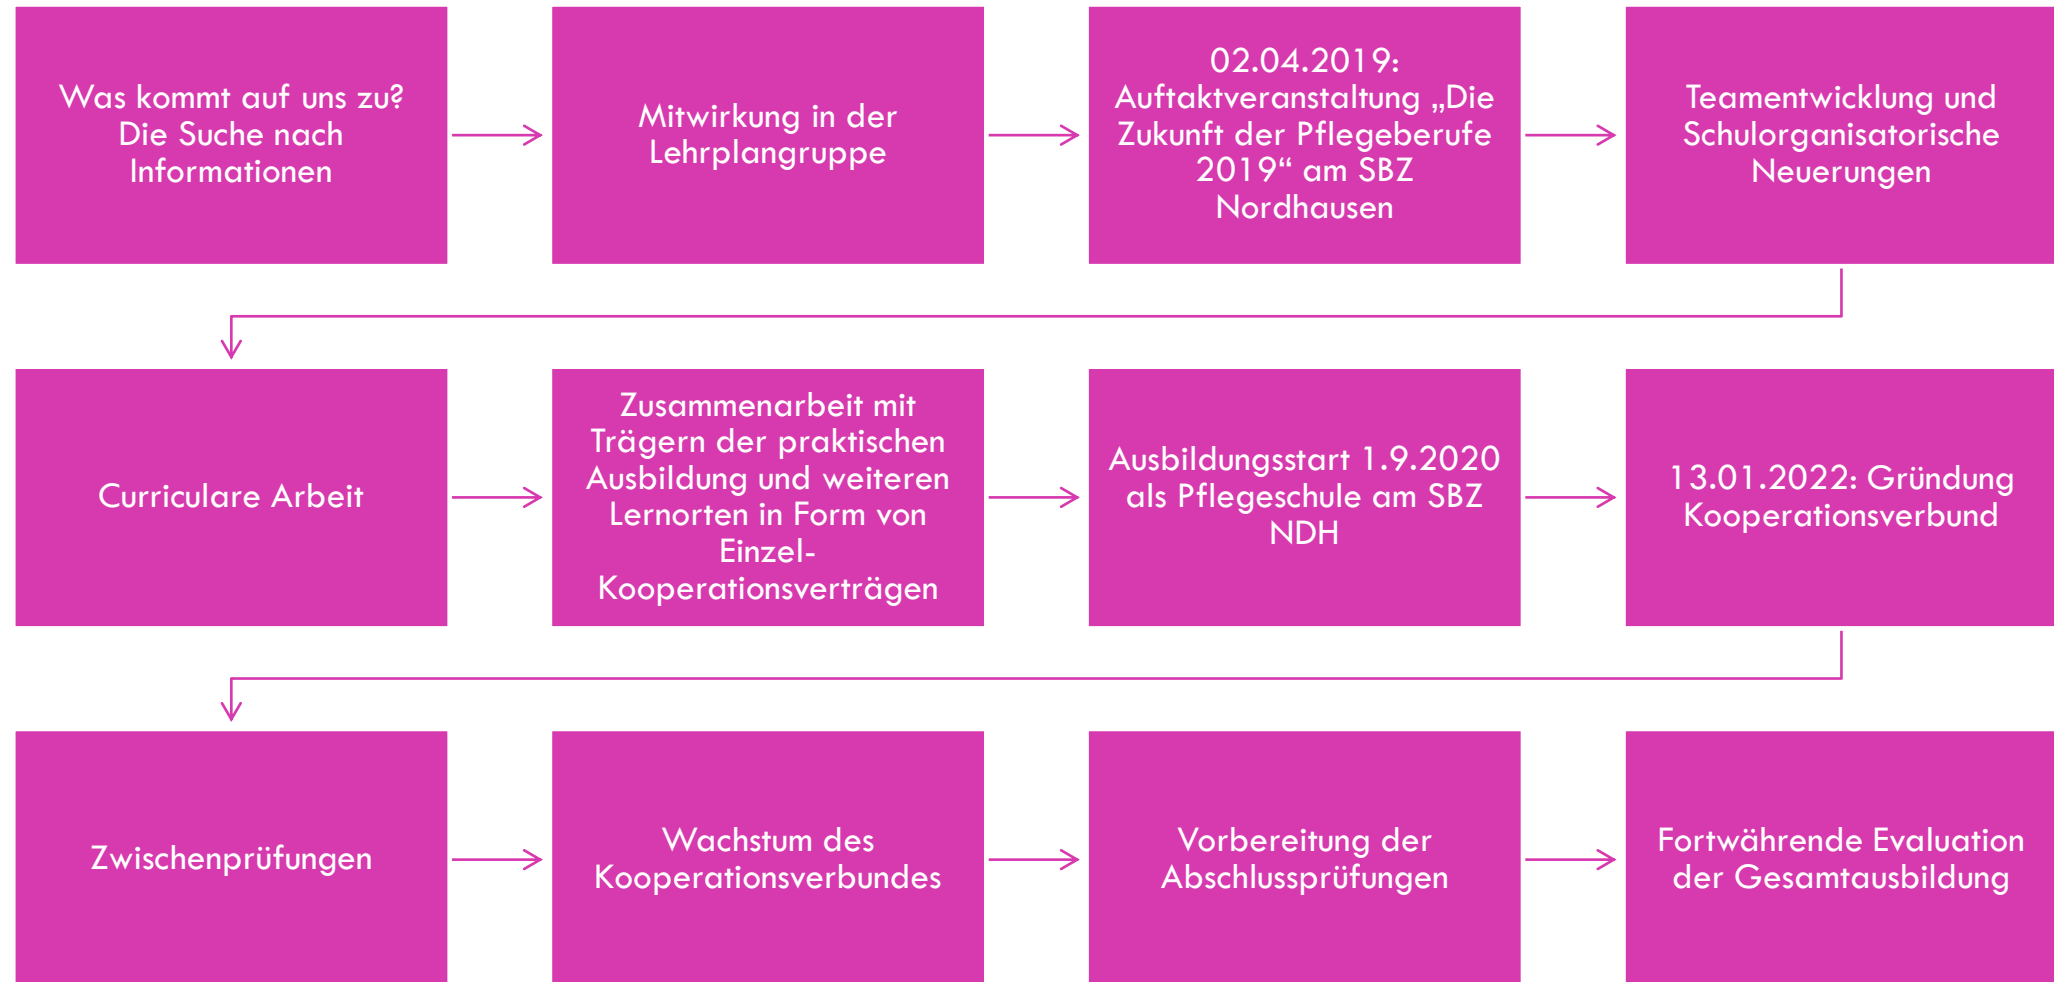 Was kommt auf uns zu?
Die Suche nach
Informationen
Mitwirkung in der
Lehrplangruppe
02.04.2019:
Auftaktveranstaltung „Die
Zukunft der Pflegeberufe
2019“ am SBZ
Nordhausen
Teamentwicklung und
Schulorganisatorische
Neuerungen
Curriculare Arbeit
Zusammenarbeit mit
Trägern der praktischen
Ausbildung und weiteren
Lernorten in Form von
Einzel-
Kooperationsverträgen
Ausbildungsstart 1.9.2020
als Pflegeschule am SBZ
NDH
13.01.2022: Gründung
Kooperationsverbund
Zwischenprüfungen
Wachstum des
Kooperationsverbundes
Vorbereitung der
Abschlussprüfungen
Fortwährende Evaluation
der Gesamtausbildung